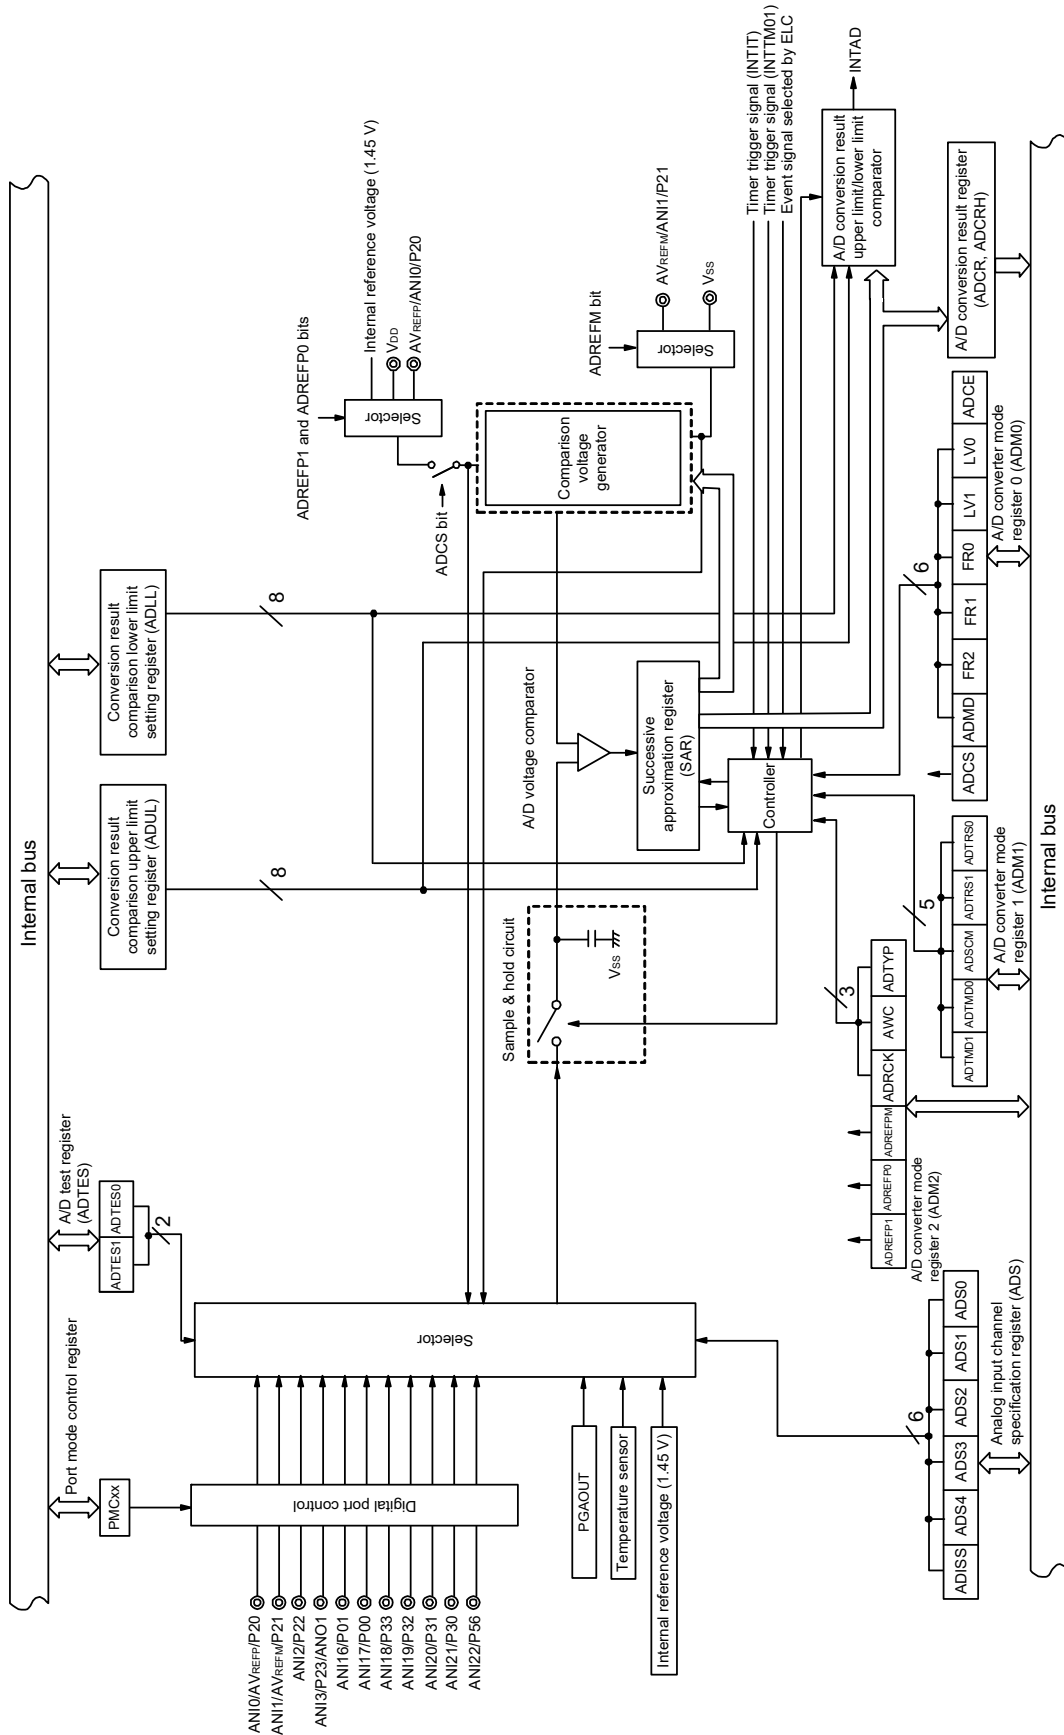 Internal bus
Port mode control register
PMCxx
A/D test register
(ADTES)
ADTES1
ADTES0
2
Conversion result
comparison upper limit
setting register (ADUL)
8
Conversion result
comparison lower limit
setting register (ADLL)
8
ADREFP1 and ADREFP0 bits
Internal reference voltage (1.45 V)
VDD
AVREFP/ANI0/P20
Selector
ADCS bit
Comparison
voltage
generator
ADREFM bit
Selector
AVREFM/ANI1/P21
VSS
Digital port control
ANI0/AVREFP/P20
ANI1/AVREFM/P21
ANI2/P22
ANI3/P23/ANO1
ANI16/P01
ANI17/P00
ANI18/P33
ANI19/P32
ANI20/P31
ANI21/P30
ANI22/P56
Selector
PGAOUT
Temperature sensor
Internal reference voltage (1.45 V)
Sample & hold circuit
VSS
A/D voltage comparator
Successive
approximation register
(SAR)
Controller
Timer trigger signal (INTIT)
Timer trigger signal (INTTM01)
Event signal selected by ELC
A/D conversion result
upper limit/lower limit
comparator
INTAD
A/D conversion result register
(ADCR, ADCRH)
6
ADISS
ADS4
ADS3
ADS2
ADS1
ADS0
Analog input channel
specification register (ADS)
3
ADREFP1
ADREFP0
ADREFPM
ADRCK
AWC
ADTYP
A/D converter mode
register 2 (ADM2)
5
ADTMD1
ADTMD0
ADSCM
ADTRS1
ADTRS0
A/D converter mode
register 1 (ADM1)
6
ADCS
ADMD
FR2
FR1
FR0
LV1
LV0
ADCE
A/D converter mode
register 0 (ADM0)
Internal bus